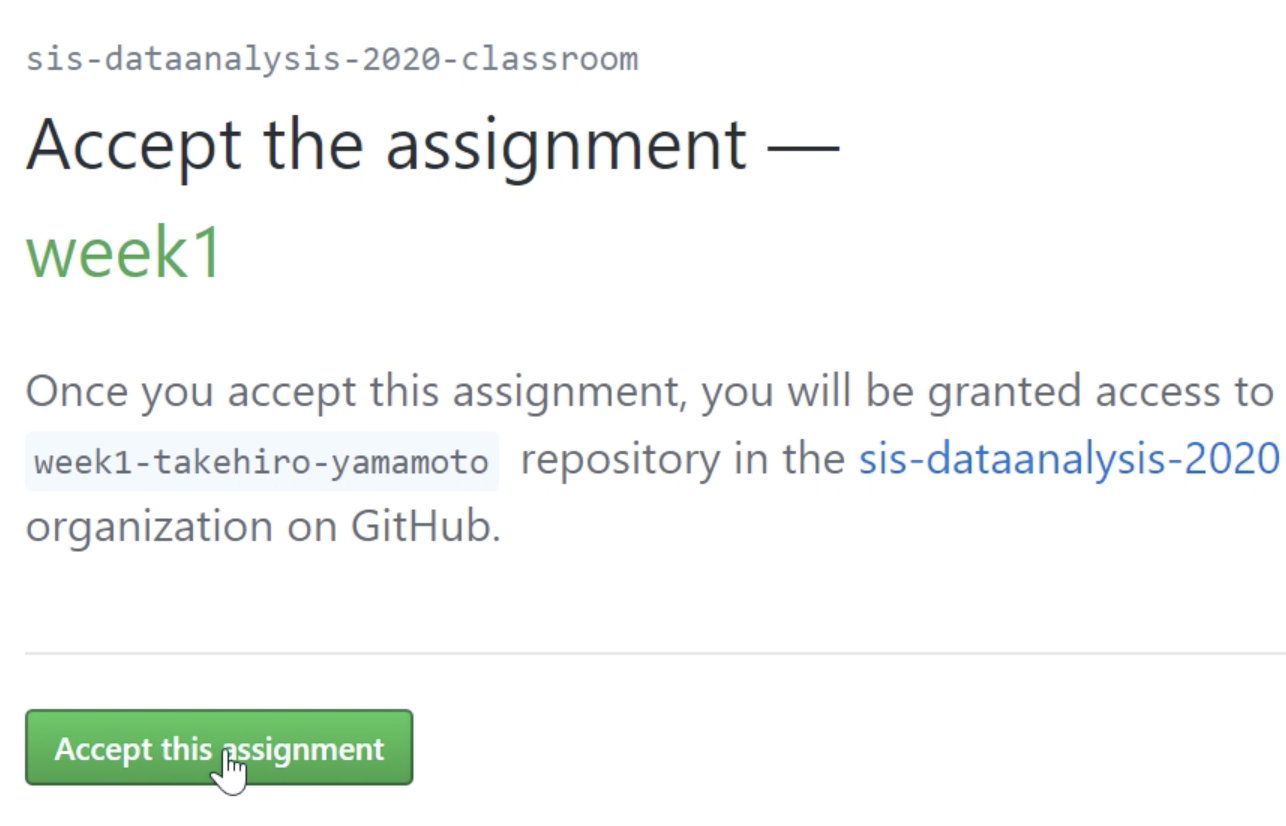 sis-dataanalysis-2020-classroom
Accept the assignment —
week1
Once you accept this assignment, you will be granted access to
week1-takehiro-yamamoto repository in the sis-dataanalysis-2020
organization on GitHub.
Accept this assignment